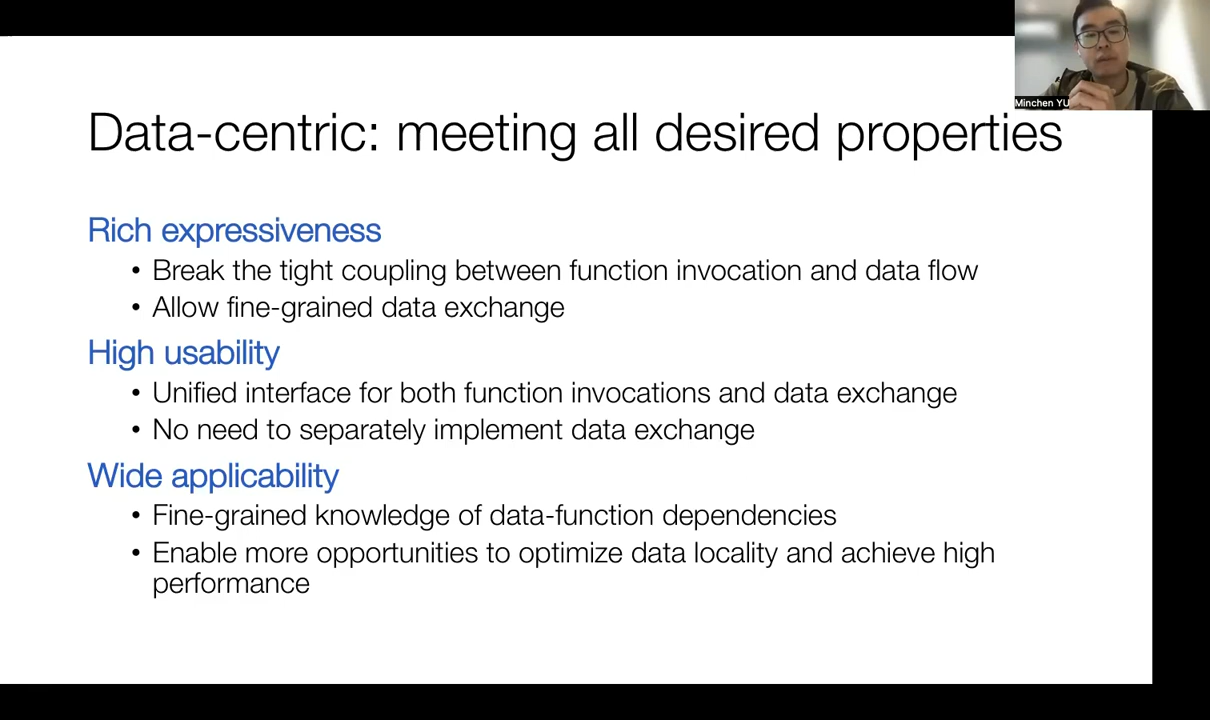 Minchen YU
Data-centric: meeting all desired properties
Rich expressiveness
• Break the tight coupling between function invocation and data flow
• Allow fine-grained data exchange
High usability
• Unified interface for both function invocations and data exchange
• No need to separately implement data exchange
Wide applicability
• Fine-grained knowledge of data-function dependencies
• Enable more opportunities to optimize data locality and achieve high
performance